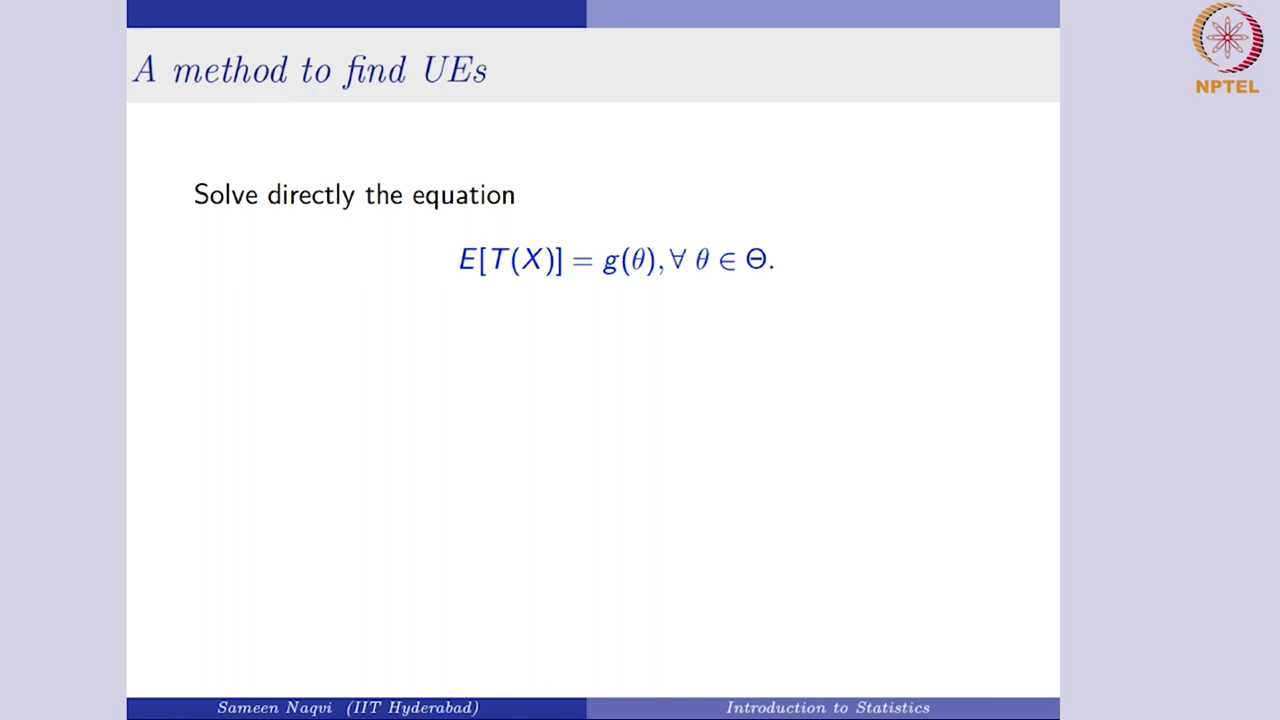 A method to find UEs
NPTEL
Solve directly the equation
E[T(X)] = g(θ), ∀ θ ∈ Θ.
Sameen Naqvi (IIT Hyderabad)
Introduction to Statistics